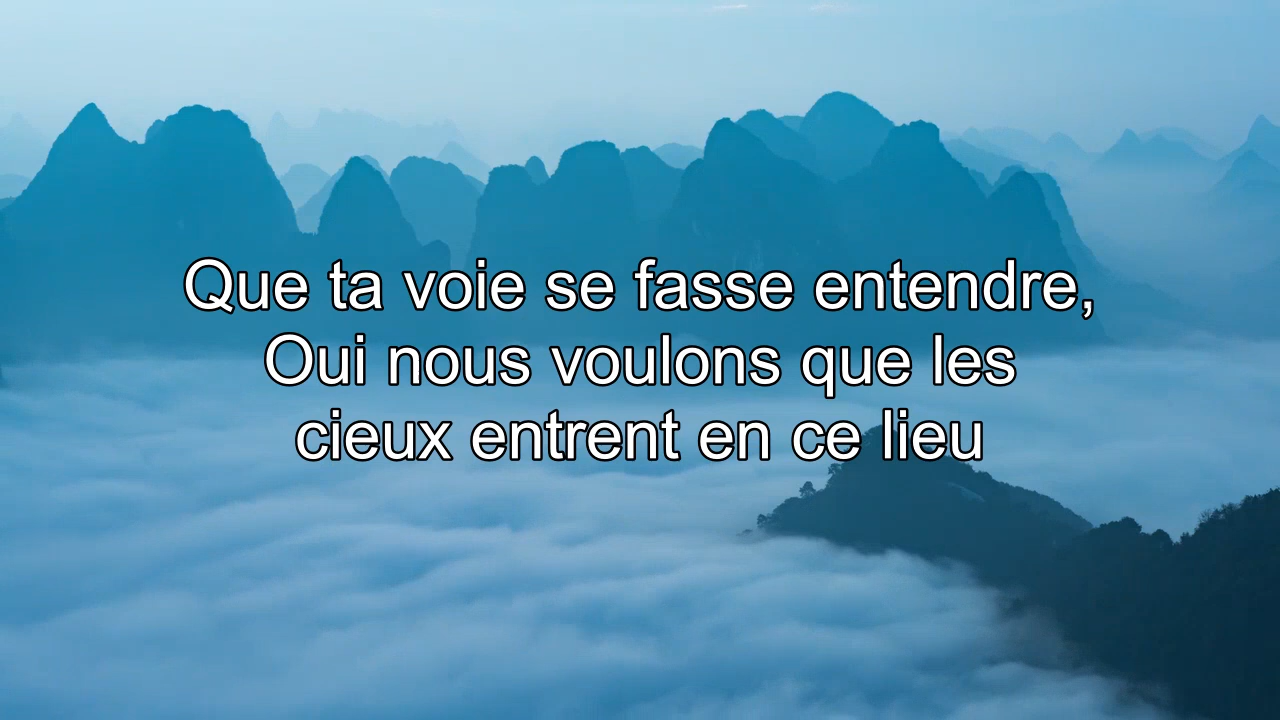 Que ta voie se fasse entendre,
Oui nous voulons que les
cieux entrent en ce lieu